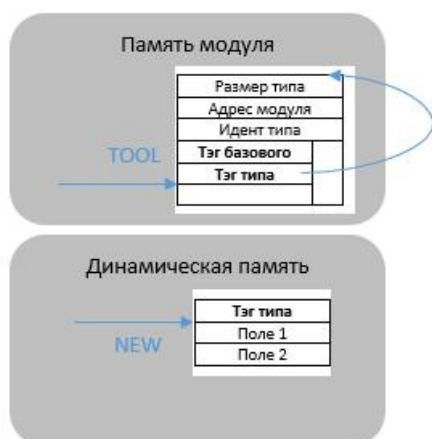 Память модуля
Размер типа
Адрес модуля
Идент типа
TOOL
Тэг базового
Тэг типа
Динамическая память
Тэг типа
NEW
Поле 1
Поле 2